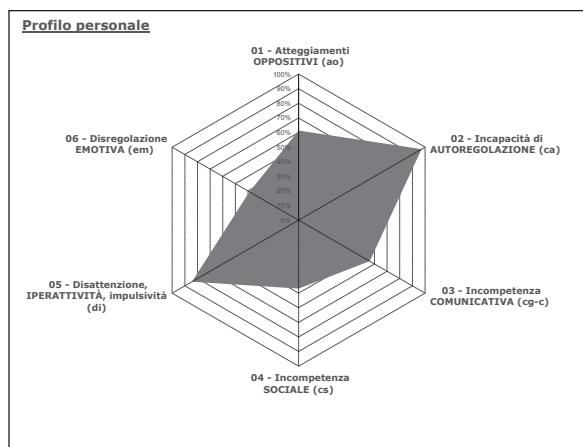 Profilo personale
01 - Atteggiamenti
OPPOSITIVI (ao)
100%
90%
80%
70%
60%
50%
40%
30%
20%
10%
0%
06 - Disregolazione
EMOTIVA (em)
02 - Incapacità di
AUTOREGOLAZIONE (ca)
05 - Disattenzione,
IPERATTIVITÀ, impulsività
(di)
03 - Incompetenza
COMUNICATIVA (cg-c)
04 - Incompetenza
SOCIALE (cs)